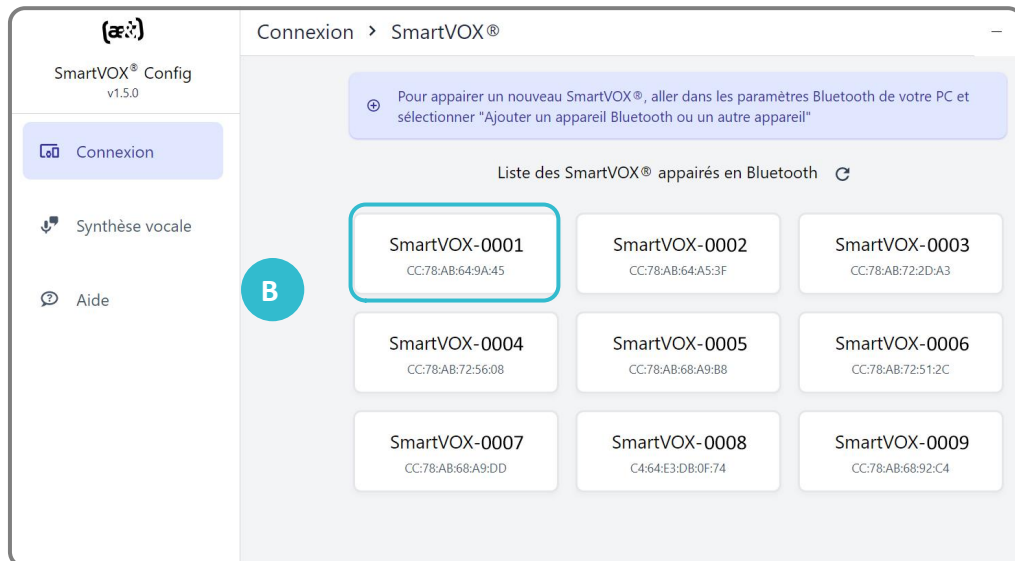 (æ)
SmartVOX® Config
v1.5.0
Connexion
Synthèse vocale
Aide
Connexion > SmartVOX®
Pour appairer un nouveau SmartVOX®, aller dans les paramètres Bluetooth de votre PC et
sélectionner "Ajouter un appareil Bluetooth ou un autre appareil"
Liste des SmartVOX® appairés en Bluetooth
B
SmartVOX-0001
CC:78:AB:64:9A:45
SmartVOX-0002
CC:78:AB:64:A5:3F
SmartVOX-0003
CC:78:AB:72:2D:A3
SmartVOX-0004
CC:78:AB:72:56:08
SmartVOX-0005
CC:78:AB:68:A9:B8
SmartVOX-0006
CC:78:AB:72:51:2C
SmartVOX-0007
CC:78:AB:68:A9:DD
SmartVOX-0008
C4:64:E3:DB:0F:74
SmartVOX-0009
CC:78:AB:68:92:C4